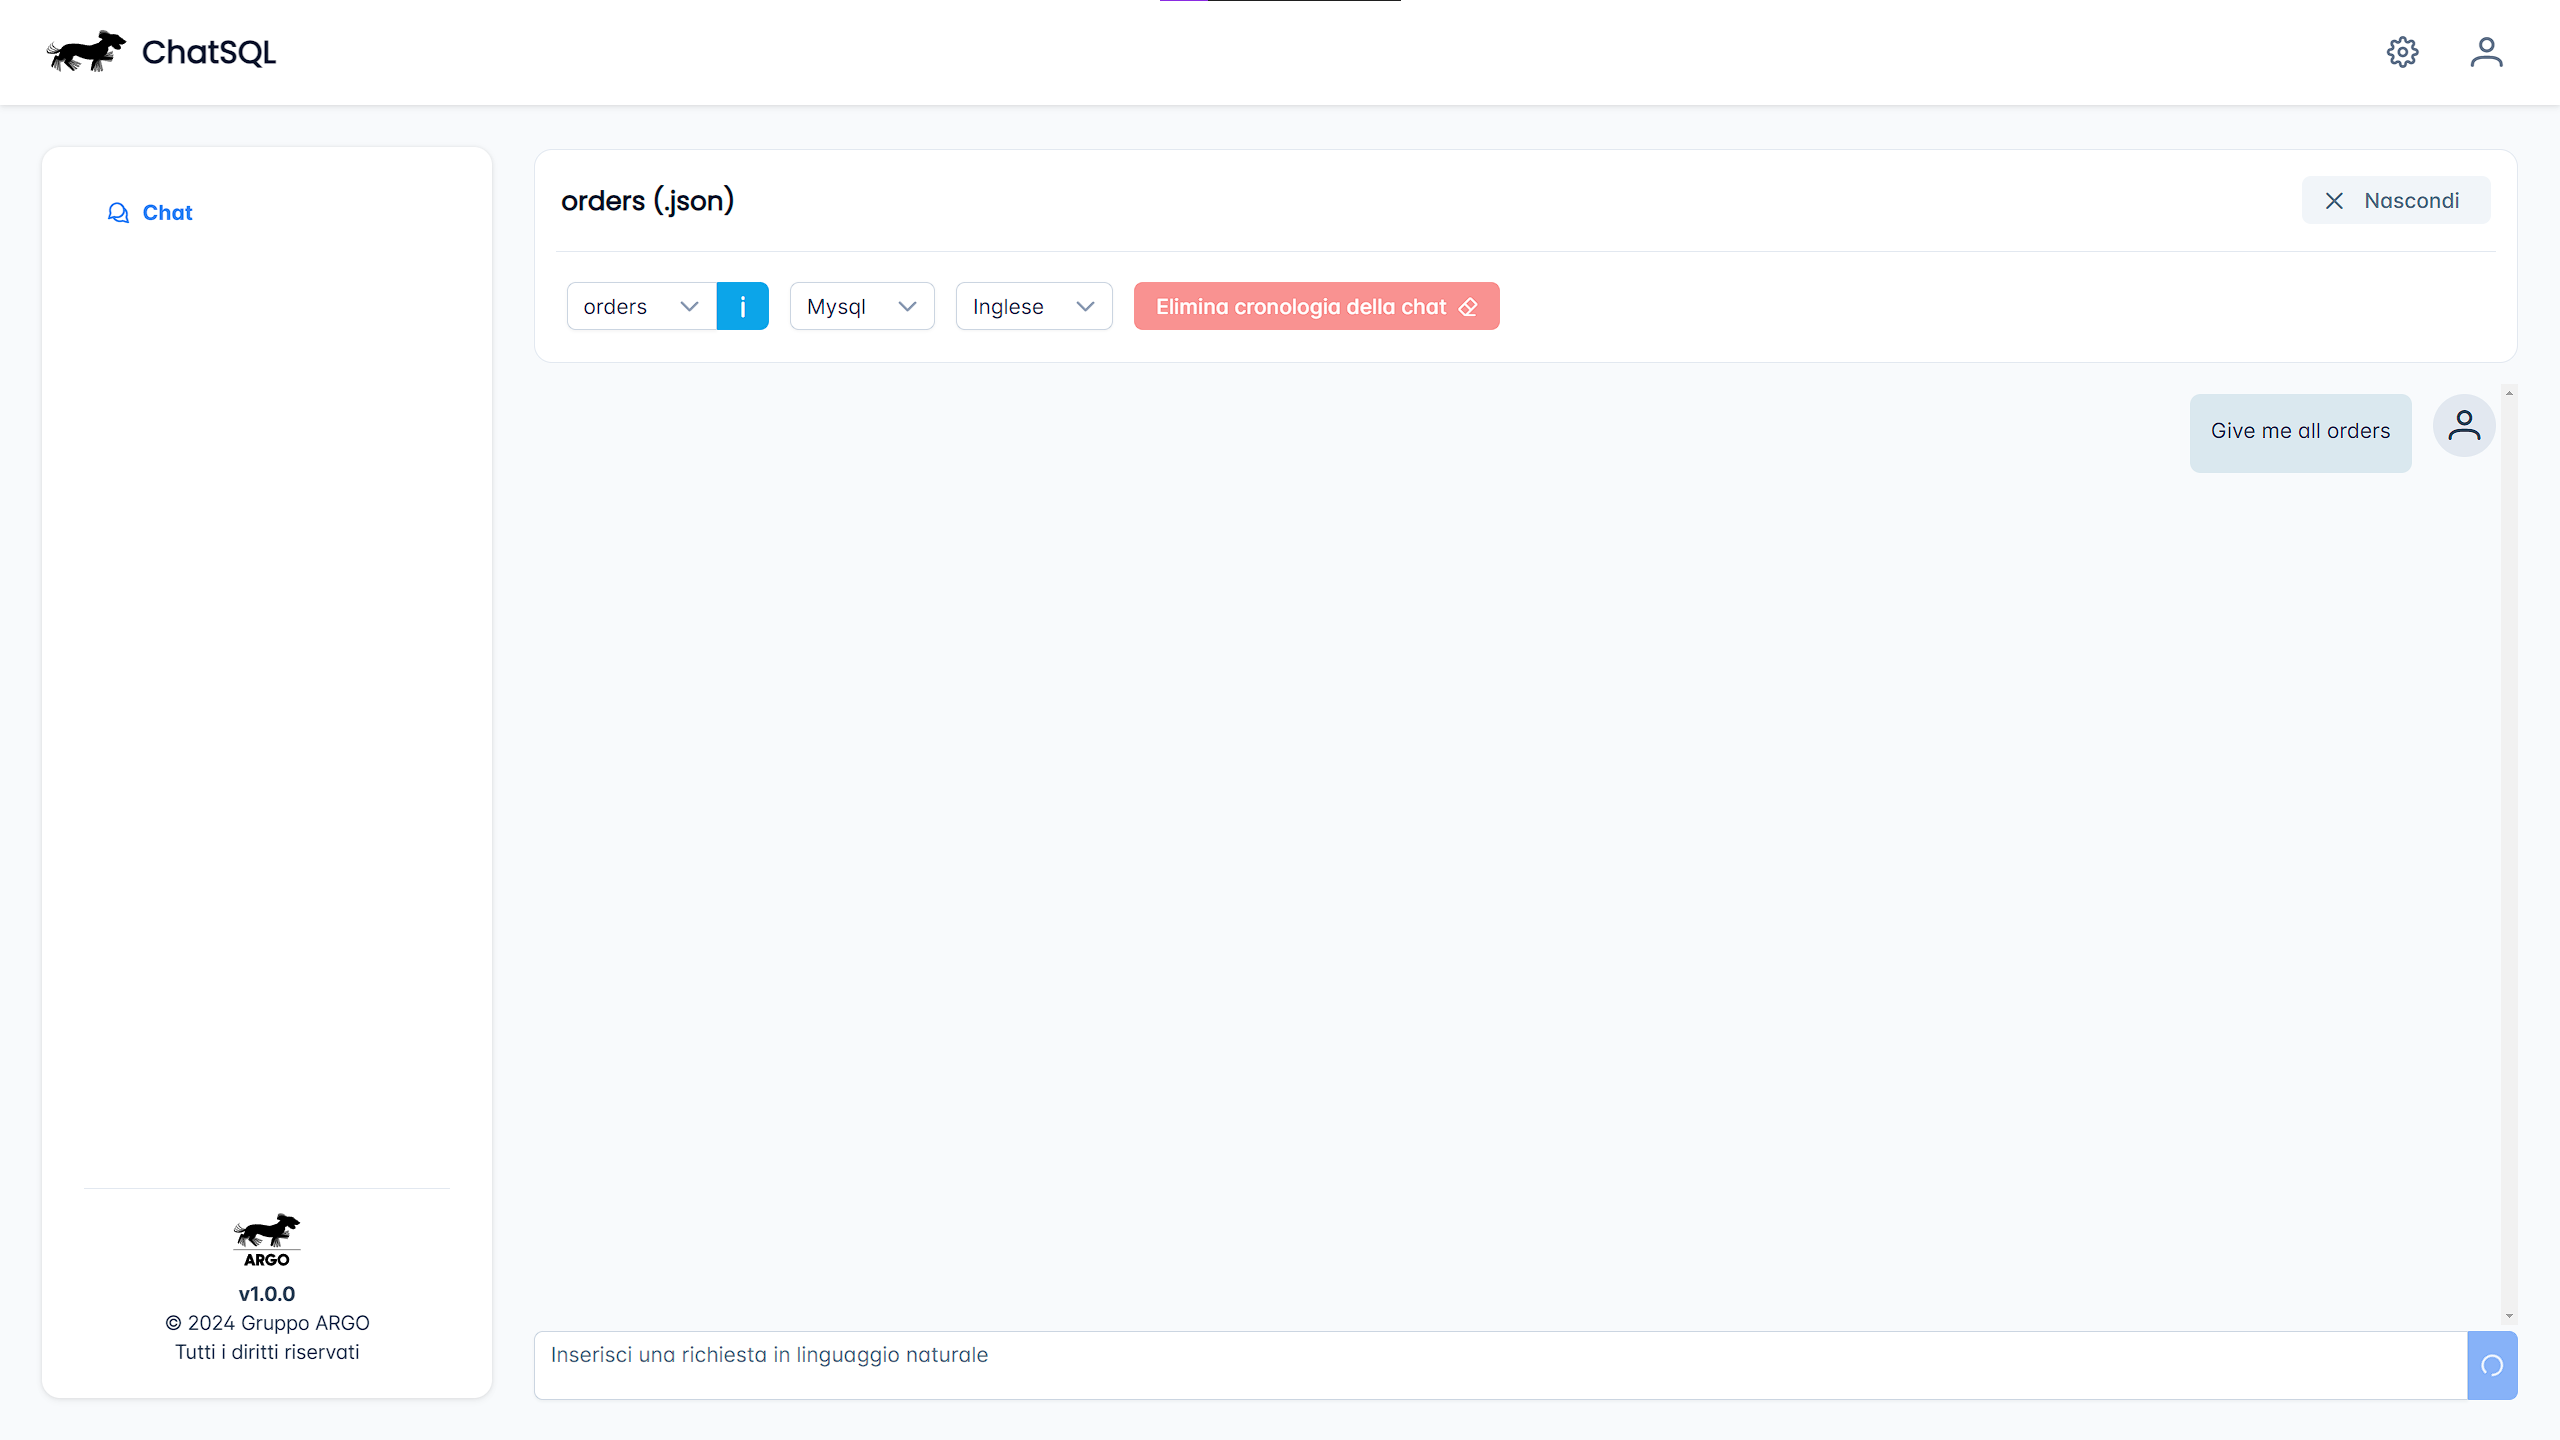 ChatSQL
Chat
orders (.json)
Nascondi
orders
Mysql
Inglese
Elimina cronologia della chat
Give me all orders
ARGO
v1.0.0
© 2024 Gruppo ARGO
Tutti i diritti riservati
Inserisci una richiesta in linguaggio naturale